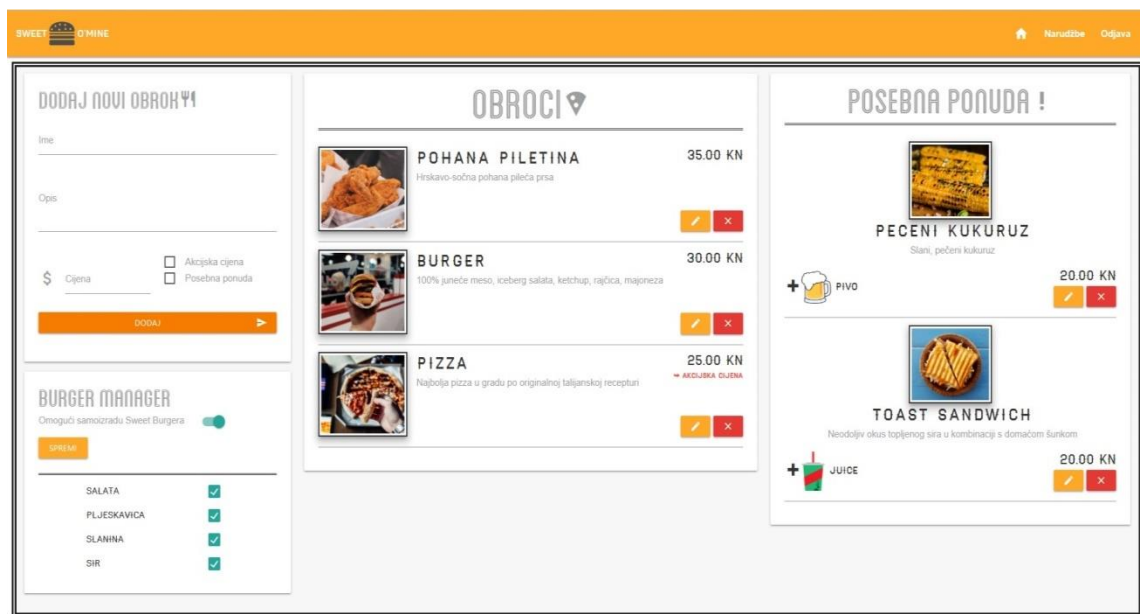 SWEET O'MINE
Narudžbe Odjava
DODAJ NOVI OBROK
Ime
Opis
$ Cijena
Akcijska cijena
Posebna ponuda
DODAJ
BURGER MANAGER
Omogući samoizradu Sweet Burgera
SPREMI
SALATA
PLJESKAVICA
SLANINA
SIR
OBROCI
POHANA PILETINA 35.00 KN
Hrskavo-sočna pohana pileća prsa
BURGER 30.00 KN
100% juneće meso, iceberg salata, ketchup, rajčica, majoneza
PIZZA 25.00 KN
Najbolja pizza u gradu po originalnoj talijanskoj recepturi
AKCIJSKA CIJENA
POSEBNA PONUDA !
PEČENI KUKURUZ
Slani, pečeni kukuruz
20.00 KN
+ PIVO
TOAST SANDWICH
Neodoljiv okus topljenog sira u kombinaciji s domaćom šunkom
20.00 KN
+ JUICE